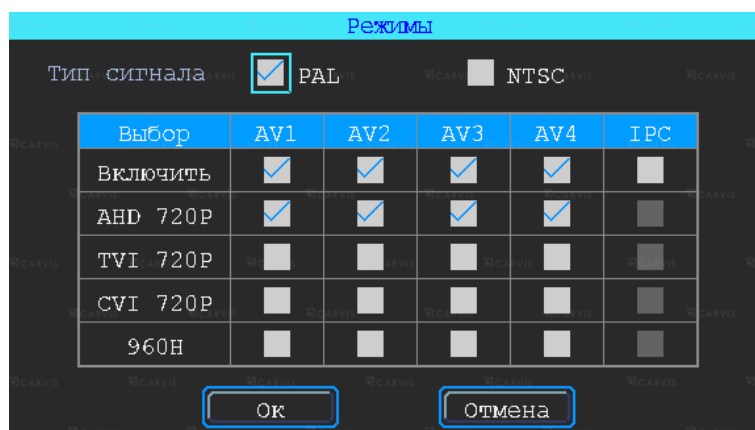 Режимы
Тип сигнала PAL NTSC
Выбор AV1 AV2 AV3 AV4 IPC
Включить
AHD 720P
TVI 720P
CVI 720P
960H
Ок Отмена
CARVIS